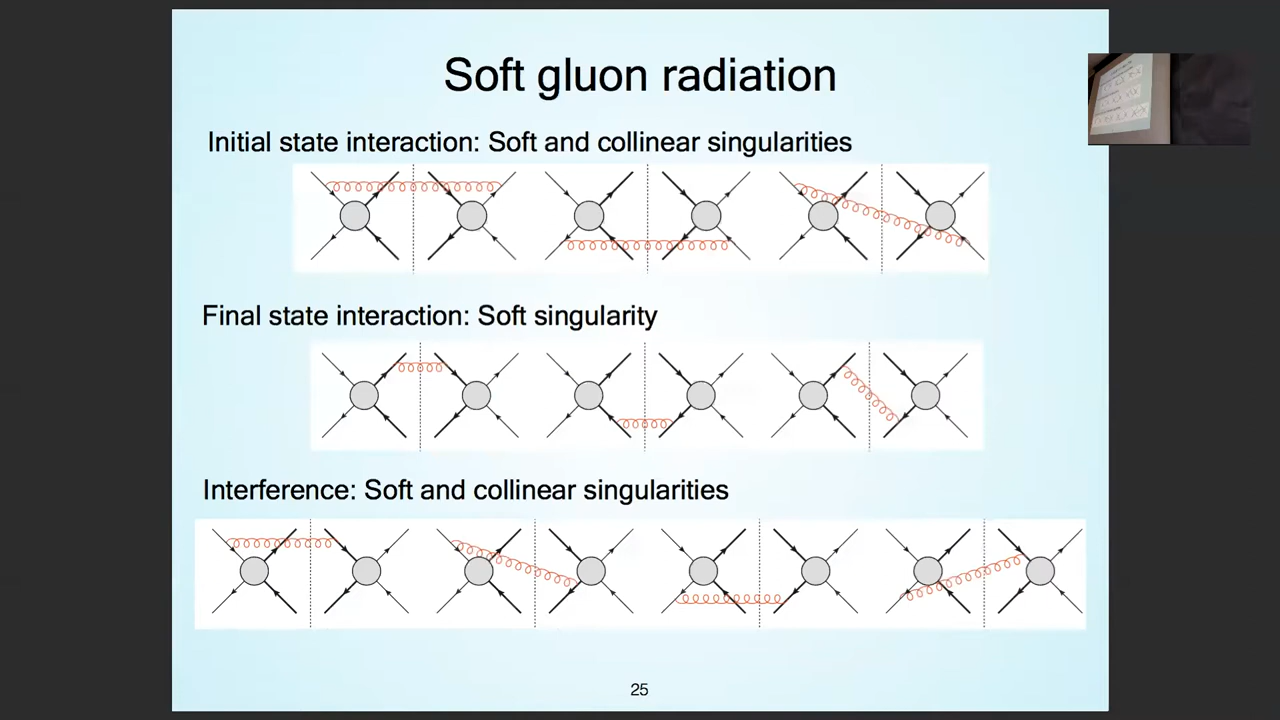 Soft gluon radiation
Initial state interaction: Soft and collinear singularities
Final state interaction: Soft singularity
Interference: Soft and collinear singularities
25